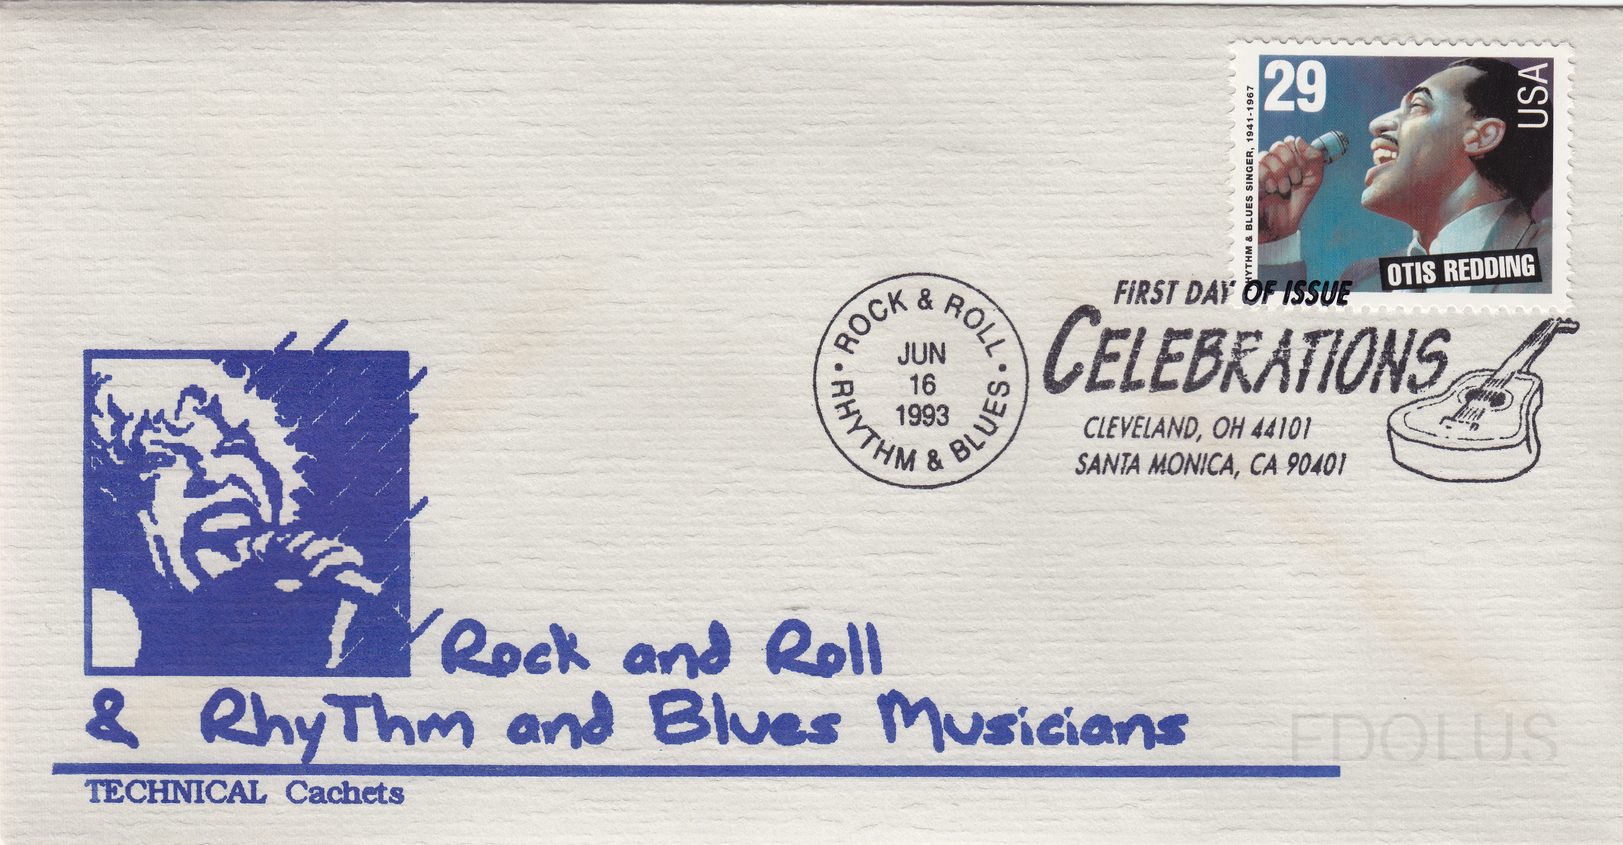 29
USA
RHYTHM & BLUES SINGER, 1941-1967
OTIS REDDING
FIRST DAY OF ISSUE
CELEBRATIONS
CLEVELAND, OH 44101
SANTA MONICA, CA 90401
ROCK & ROLL
JUN
16
1993
RHYTHM & BLUES
Rock and Roll
& RhyThm and Blues Musicians
TECHNICAL Cachets
FDOLUS